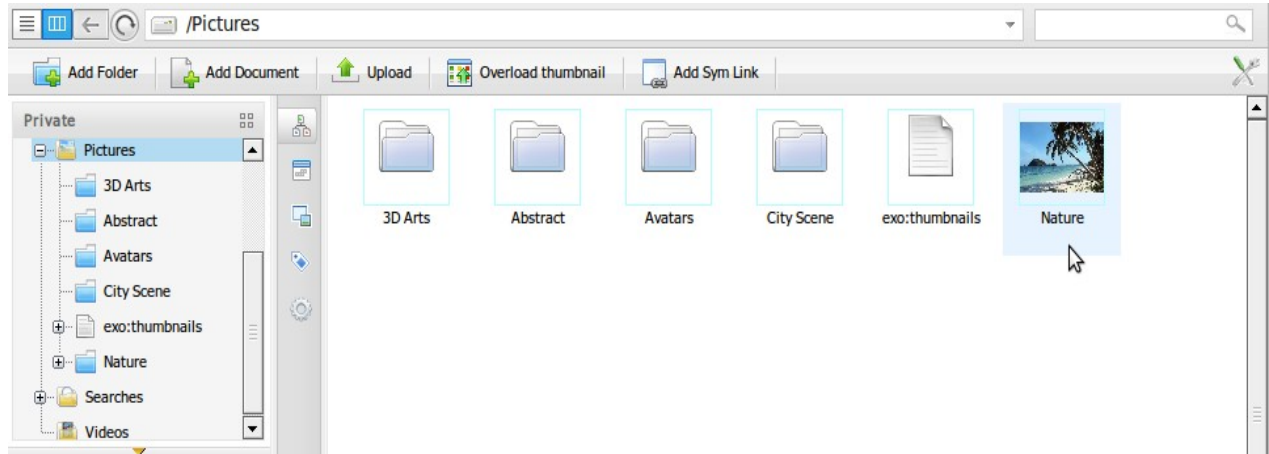 /Pictures
Add Folder Add Document Upload Overload thumbnail Add Sym Link
Private
Pictures
3D Arts
Abstract
Avatars
City Scene
exo:thumbnails
Nature
Searches
Videos
3D Arts Abstract Avatars City Scene exo:thumbnails Nature